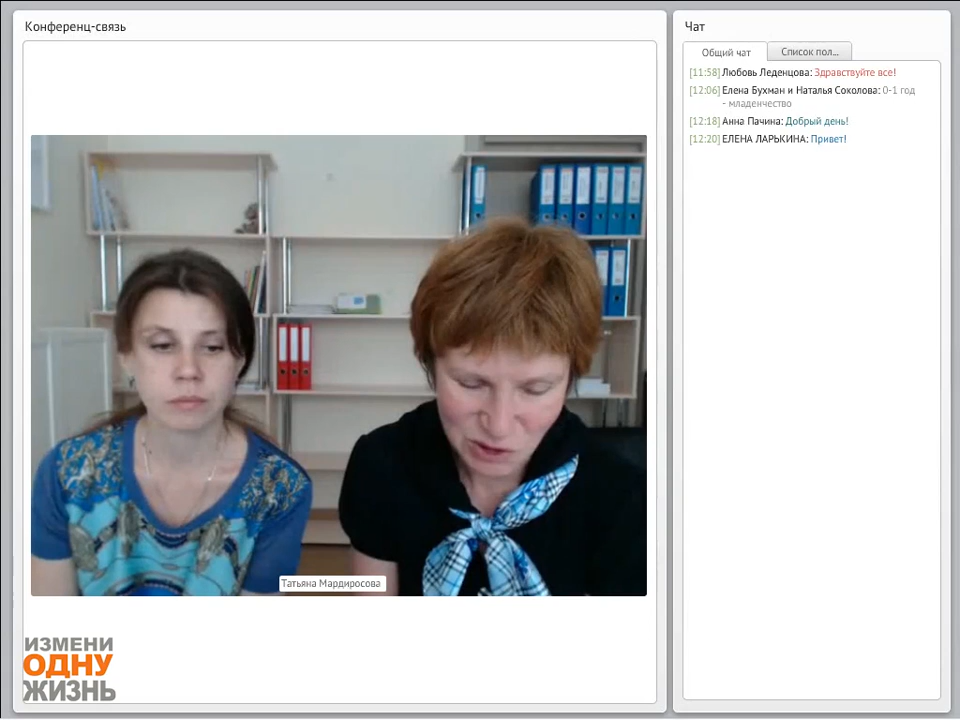 Конференц-связь
Татьяна Мардиросова
ИЗМЕНИ
ОДНУ
ЖИЗНЬ
Чат
Общий чат
Список пол...
[11:58] Любовь Леденцова: Здравствуйте все!
[12:06] Елена Бухман и Наталья Соколова: 0-1 год
- младенчество
[12:18] Анна Пачина: Добрый день!
[12:20] ЕЛЕНА ЛАРЬКИНА: Привет!